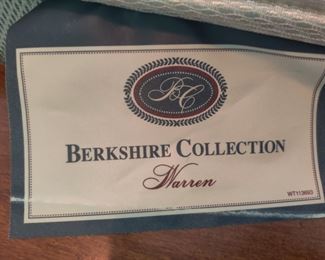 BC
BERKSHIRE COLLECTION
Warren
WT113693